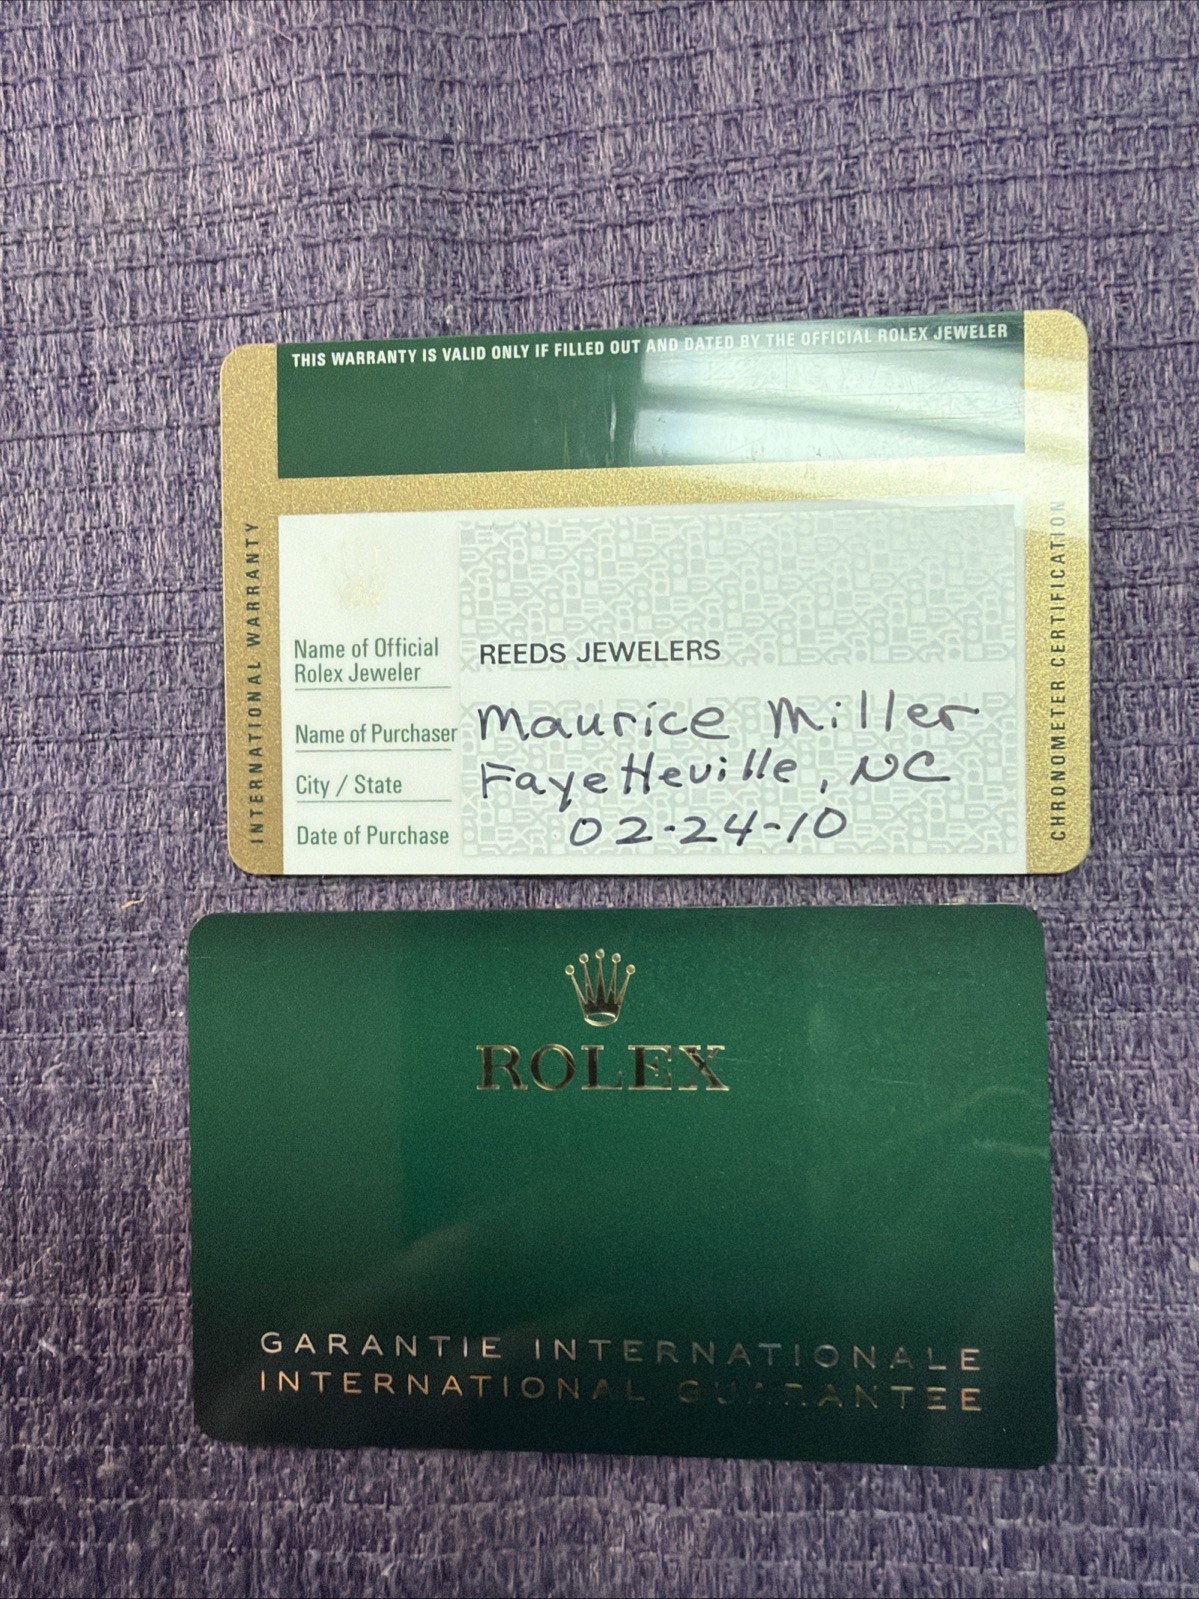 THIS WARRANTY IS VALID ONLY IF FILLED OUT AND DATED BY THE OFFICIAL ROLEX JEWELER
INTERNATIONAL WARRANTY
CHRONOMETER CERTIFICATION
Name of Official
Rolex Jeweler
REEDS JEWELERS
Name of Purchaser
Maurice Miller
City / State
Fayetteville, NC
Date of Purchase
02-24-10
ROLEX
GARANTIE INTERNATIONALE
INTERNATIONAL GUARANTEE